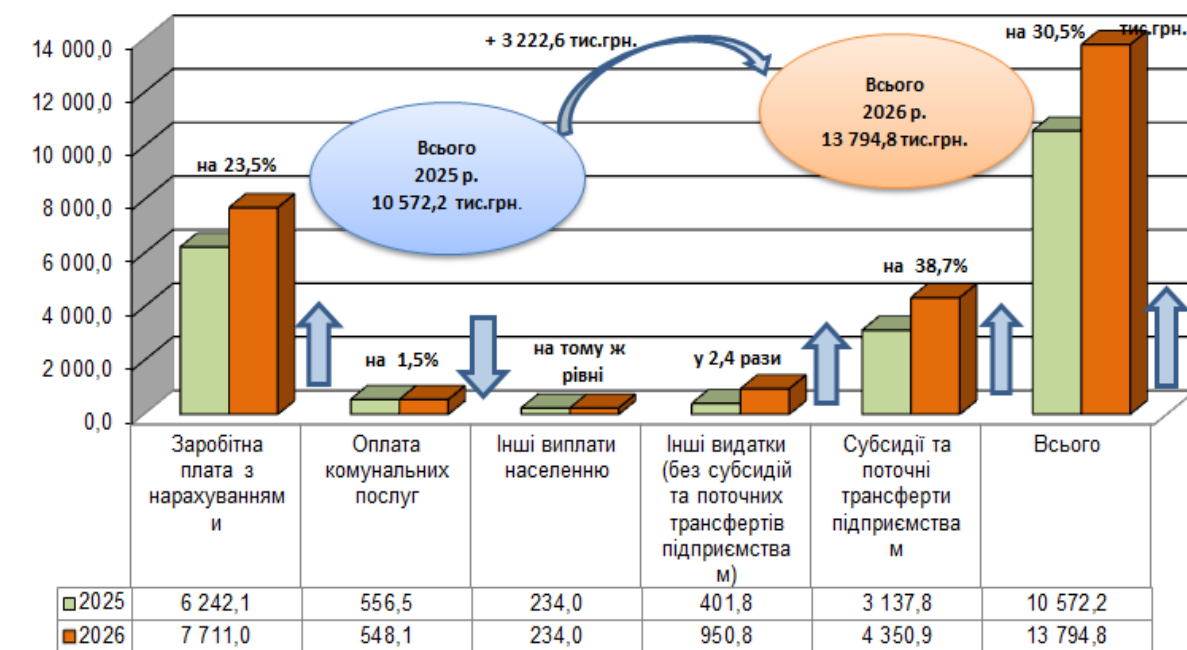 + 3 222,6 тис.грн.
на 30,5%
тис.грн.
14 000,0
12 000,0
10 000,0
8 000,0
6 000,0
4 000,0
2 000,0
0,0
Всього
2025 р.
10 572,2 тис.грн.
Всього
2026 р.
13 794,8 тис.грн.
на 23,5%
на 1,5%
на тому ж
рівні
у 2,4 рази
на 38,7%
Заробітна
плата з
нарахуванням
и
Оплата
комунальних
послуг
Інші виплати
населенню
Інші видатки
(без субсидій
та поточних
трансфертів
підприємства
м)
Субсидії та
поточні
трансферти
підприємства
м
Всього
2025 6 242,1 556,5 234,0 401,8 3 137,8 10 572,2
2026 7 711,0 548,1 234,0 950,8 4 350,9 13 794,8